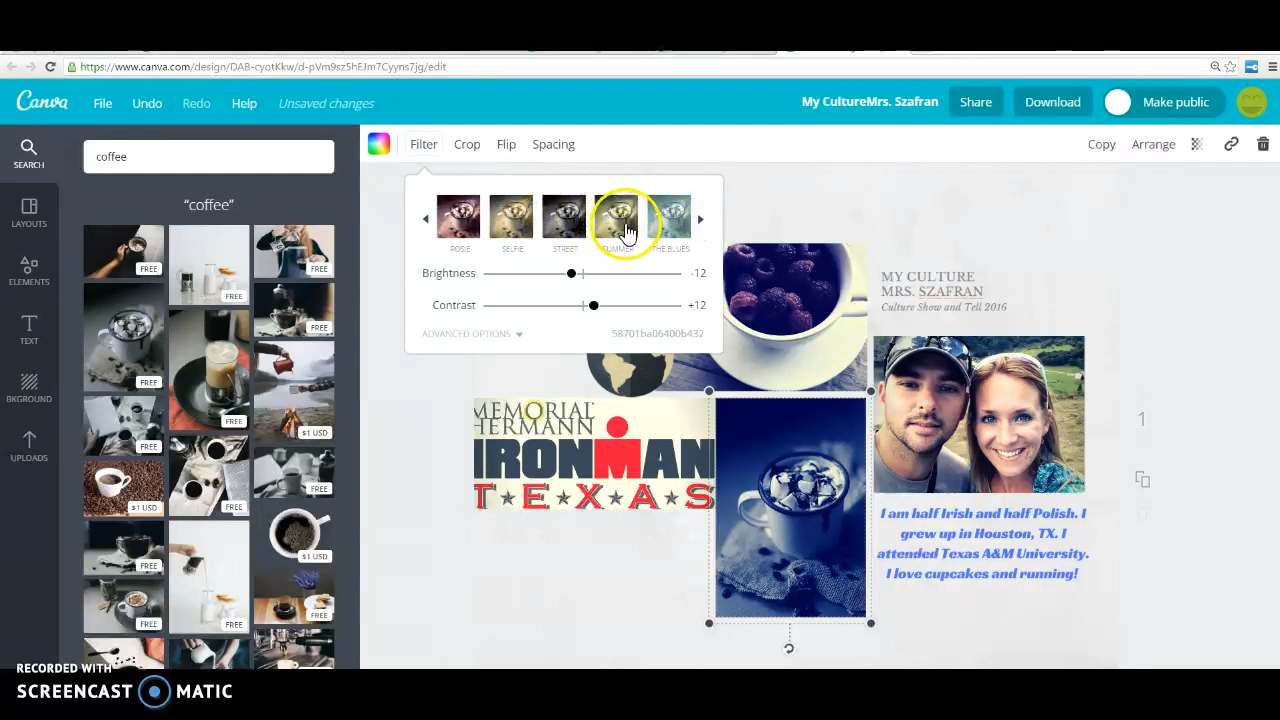 https://www.canva.com/design/DAB-cyotKkw/d-pVm9sz5hEJm7Cyyns7jg/edit
Canva
File
Undo
Redo
Help
Unsaved changes
My CultureMrs. Szafran
Share
Download
Make public
SEARCH
LAYOUTS
ELEMENTS
TEXT
BKGROUND
UPLOADS
coffee
"coffee"
FREE
FREE
FREE
FREE
FREE
FREE
FREE
$1 USD
FREE
FREE
$1 USD
FREE
$1 USD
FREE
FREE
FREE
FREE
Filter
Crop
Flip
Spacing
Copy
Arrange
ROSIE
SELFIE
STREET
SUMMER
THE BLUES
Brightness
-12
Contrast
+12
ADVANCED OPTIONS
58701ba06400b432
MY CULTURE
MRS. SZAFRAN
Culture Show and Tell 2016
MEMORIAL
HERMANN
IRONMAN
TEXAS
I am half Irish and half Polish. I
grew up in Houston, TX. I
attended Texas A&M University.
I love cupcakes and running!
1
RECORDED WITH
SCREENCAST MATIC